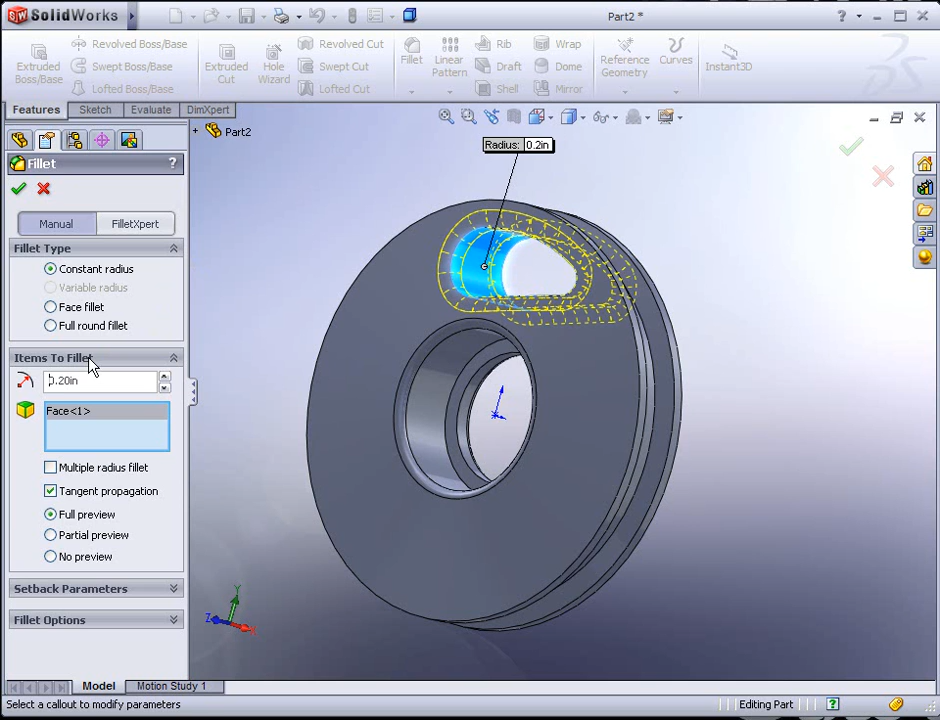 SolidWorks
Part2 *
Extruded Boss/Base
Revolved Boss/Base
Swept Boss/Base
Lofted Boss/Base
Extruded Cut
Hole Wizard
Revolved Cut
Swept Cut
Lofted Cut
Fillet
Linear Pattern
Rib
Draft
Shell
Wrap
Dome
Mirror
Reference Geometry
Curves
Instant3D
Features
Sketch
Evaluate
DimXpert
Part2
Fillet
?
Manual
FilletXpert
Fillet Type
Constant radius
Variable radius
Face fillet
Full round fillet
Items To Fillet
0.20in
Face<1>
Multiple radius fillet
Tangent propagation
Full preview
Partial preview
No preview
Setback Parameters
Fillet Options
Radius: 0.2in
Y
Z
X
Model
Motion Study 1
Select a callout to modify parameters
Editing Part
?